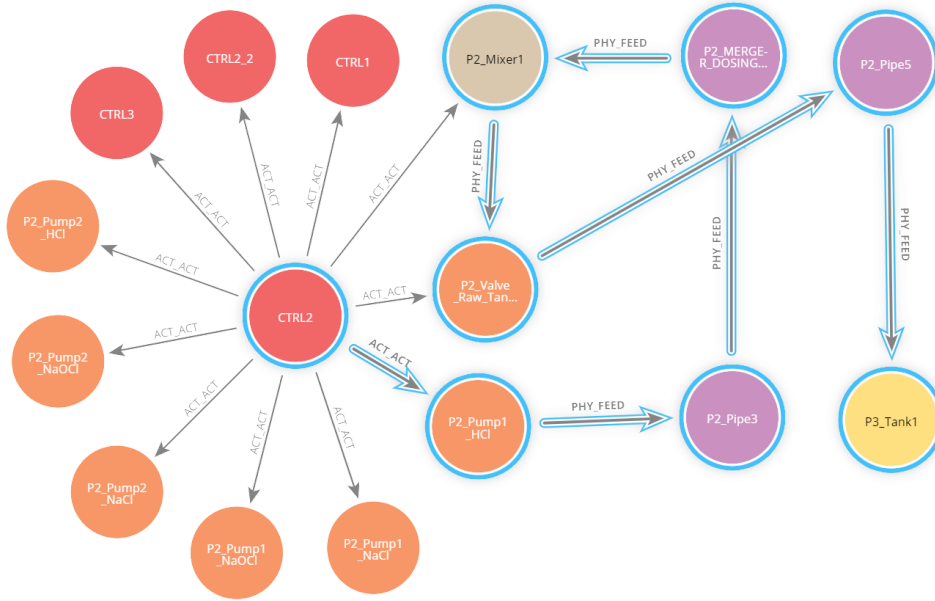 CTRL2_2
CTRL1
P2_Mixer1
PHY_FEED
P2_MERGE-
R_DOSING...
P2_Pipe5
CTRL3
ACT_ACT
ACT_ACT
ACT_ACT
ACT_ACT
PHY_FEED
PHY_FEED
P2_Pump2
_HCl
ACT_ACT
PHY_FEED
PHY_FEED
P2_Valve
_Raw_Tan...
ACT_ACT
CTRL2
ACT_ACT
P2_Pump2
_NaOCl
ACT_ACT
ACT_ACT
PHY_FEED
P2_Pump1
_HCl
P2_Pipe3
P3_Tank1
ACT_ACT
ACT_ACT
P2_Pump2
_NaCl
P2_Pump1
_NaOCl
P2_Pump1
_NaCl